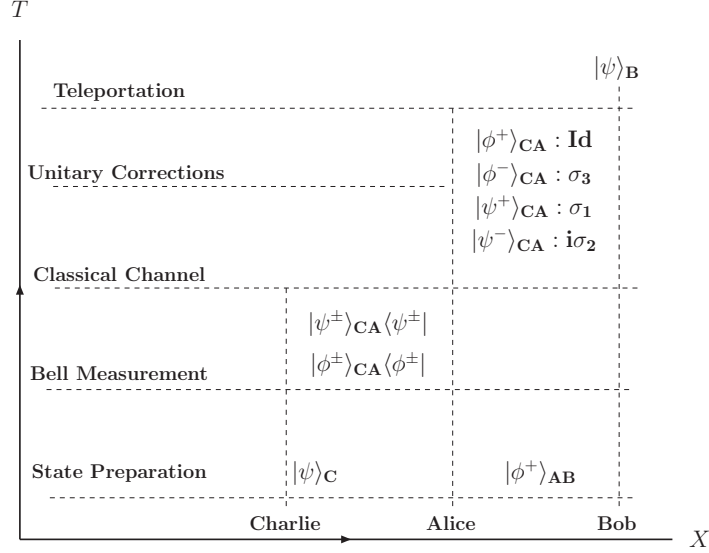 T
|ψ⟩B
Teleportation
|ϕ⁺⟩CA : Id
Unitary Corrections
|ϕ⁻⟩CA : σ3
|ψ⁺⟩CA : σ1
|ψ⁻⟩CA : iσ2
Classical Channel
|ψ±⟩CA⟨ψ±|
|ϕ±⟩CA⟨ϕ±|
Bell Measurement
State Preparation |ψ⟩C |ϕ⁺⟩AB
Charlie Alice Bob X